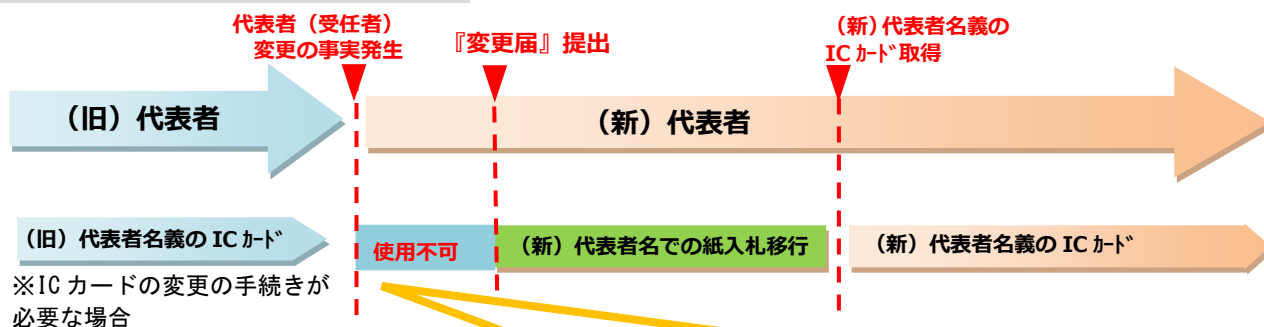 代表者（受任者）
変更の事実発生
『変更届』提出
（新）代表者名義の
IC ｶｰﾄﾞ取得
（旧）代表者
（新）代表者
（旧）代表者名義の IC ｶｰﾄﾞ
使用不可
（新）代表者名での紙入札移行
（新）代表者名義の IC ｶｰﾄﾞ
※IC カードの変更の手続きが
必要な場合